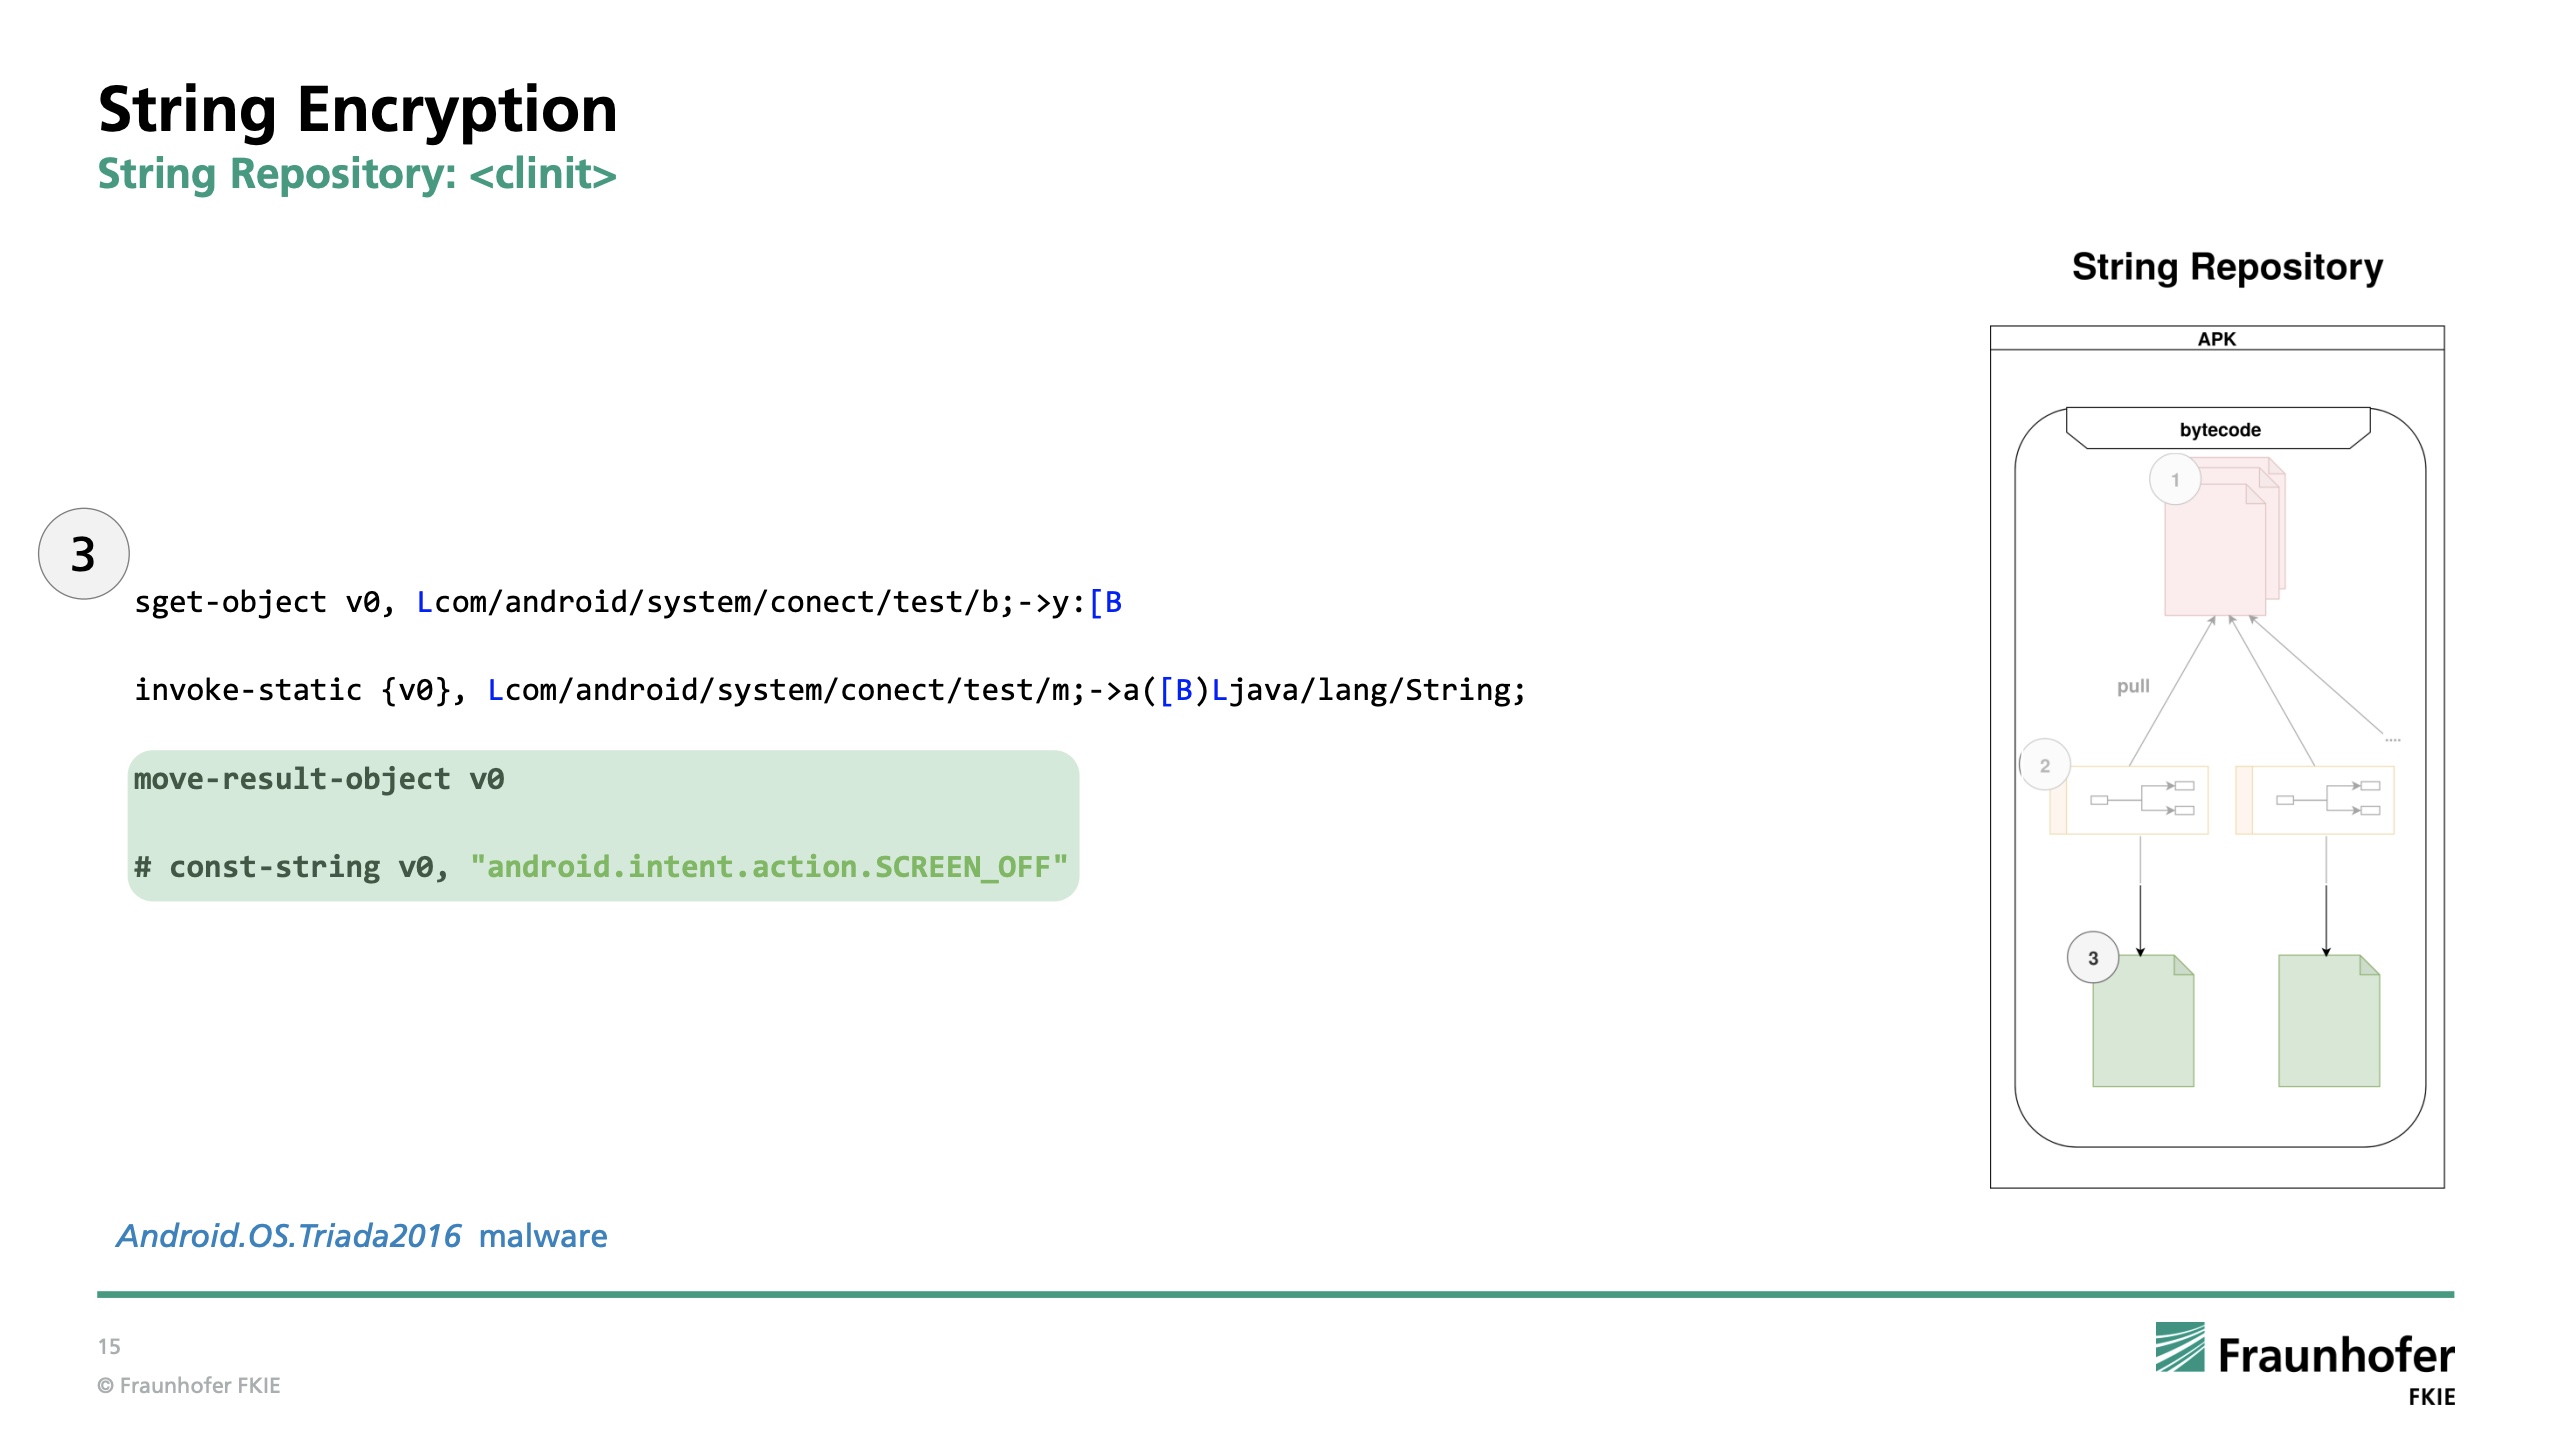 String Encryption
String Repository: <clinit>
String Repository
APK
bytecode
1
pull
....
2
3
3
sget-object v0, Lcom/android/system/conect/test/b;->y:[B
invoke-static {v0}, Lcom/android/system/conect/test/m;->a([B)Ljava/lang/String;
move-result-object v0
# const-string v0, "android.intent.action.SCREEN_OFF"
Android.OS.Triada2016 malware
15
© Fraunhofer FKIE
Fraunhofer
FKIE